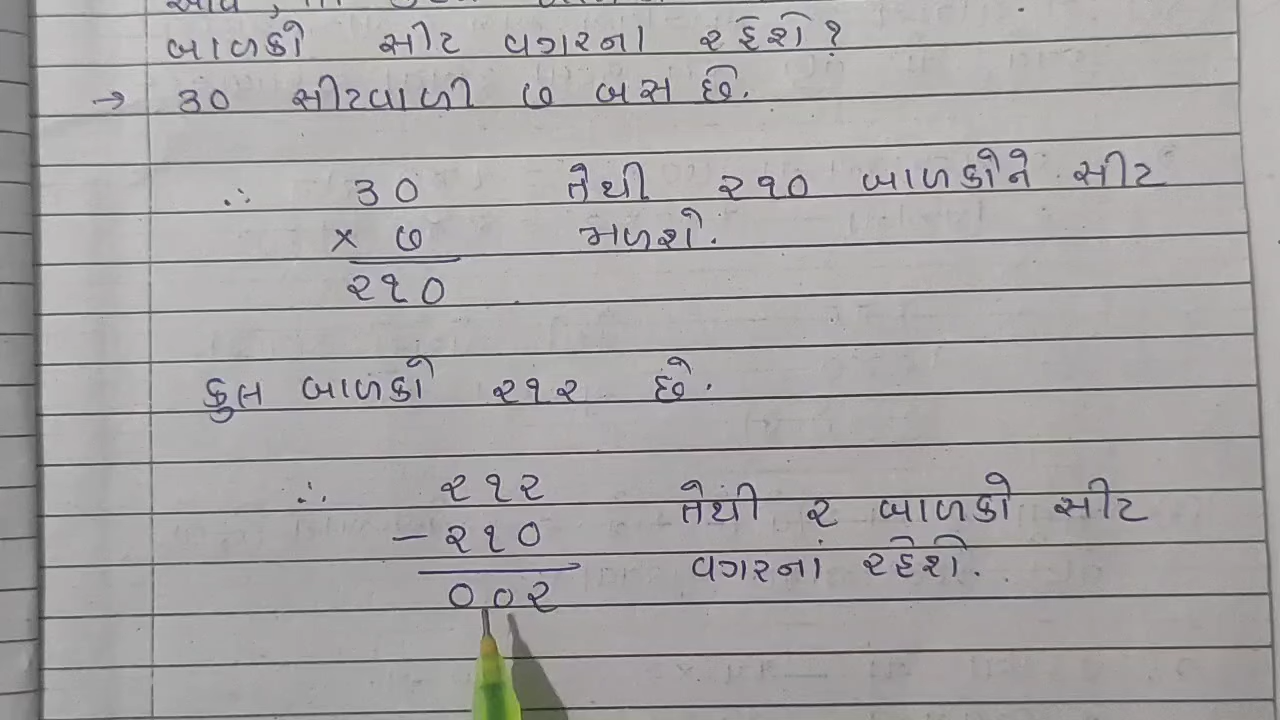 બાળકો સીટ વગરના રહેશે?
→ ૩૦ સીટવાળી ૭ બસ છે.
∴ ૩૦ તેથી ૨૧૦ બાળકોને સીટ
× ૭ મળશે.
૨૧૦
કુલ બાળકો ૨૧૨ છે.
∴ ૨૧૨ તેથી ૨ બાળકો સીટ
− ૨૧૦ વગરનાં રહેશે.
૦૦૨